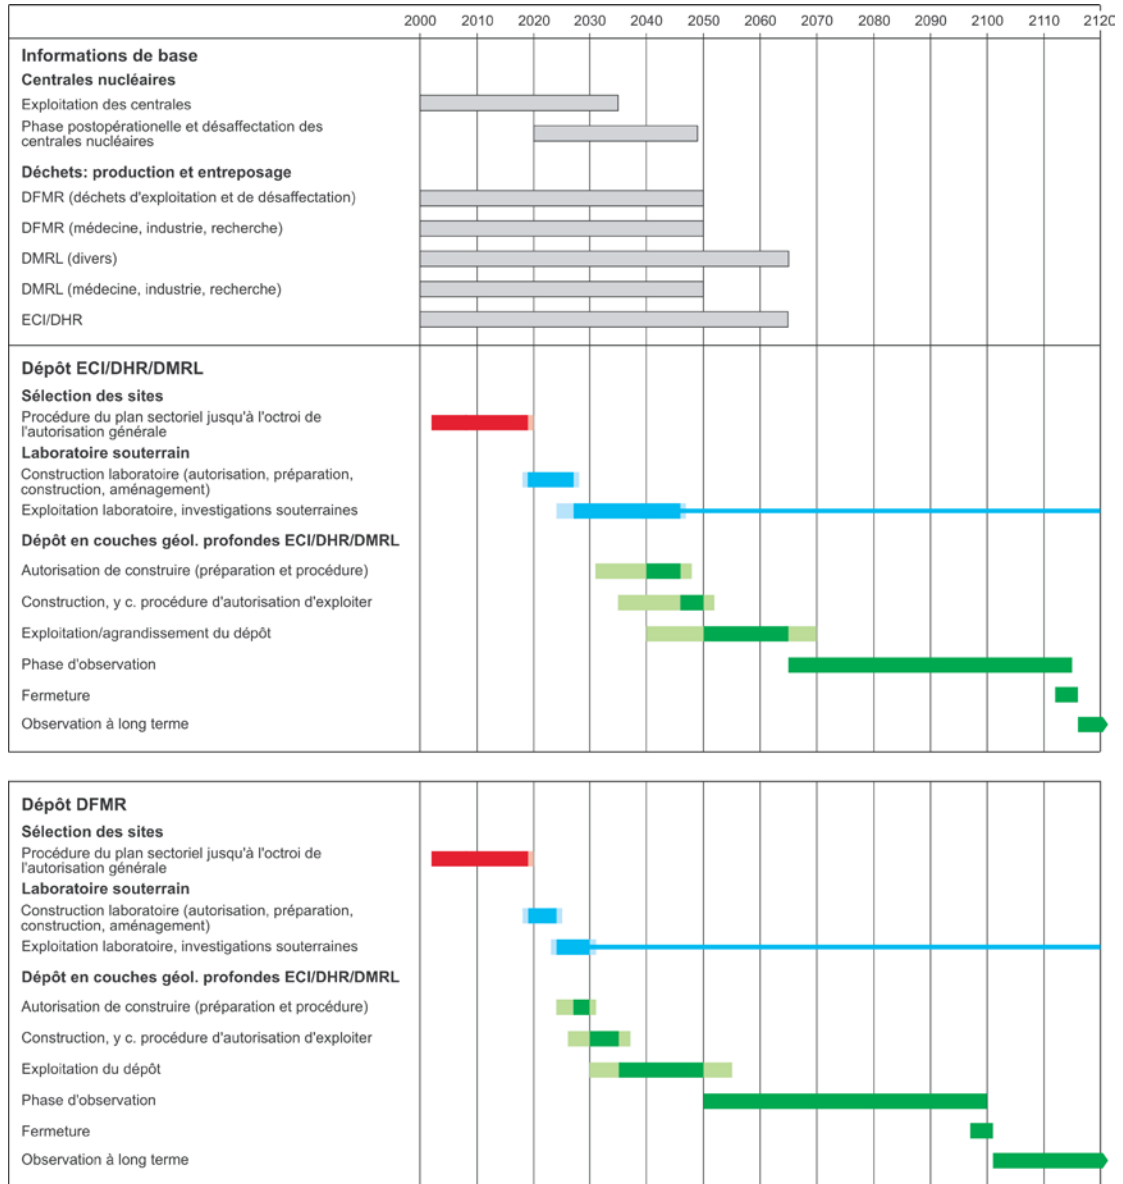 2000 2010 2020 2030 2040 2050 2060 2070 2080 2090 2100 2110 2120
Informations de base
Centrales nucléaires
Exploitation des centrales
Phase postopérationelle et désaffectation des
centrales nucléaires
Déchets: production et entreposage
DFMR (déchets d'exploitation et de désaffectation)
DFMR (médecine, industrie, recherche)
DMRL (divers)
DMRL (médecine, industrie, recherche)
ECI/DHR
Dépôt ECI/DHR/DMRL
Sélection des sites
Procédure du plan sectoriel jusqu'à l'octroi de
l'autorisation générale
Laboratoire souterrain
Construction laboratoire (autorisation, préparation,
construction, aménagement)
Exploitation laboratoire, investigations souterraines
Dépôt en couches géol. profondes ECI/DHR/DMRL
Autorisation de construire (préparation et procédure)
Construction, y c. procédure d'autorisation d'exploiter
Exploitation/agrandissement du dépôt
Phase d'observation
Fermeture
Observation à long terme
Dépôt DFMR
Sélection des sites
Procédure du plan sectoriel jusqu'à l'octroi de
l'autorisation générale
Laboratoire souterrain
Construction laboratoire (autorisation, préparation,
construction, aménagement)
Exploitation laboratoire, investigations souterraines
Dépôt en couches géol. profondes ECI/DHR/DMRL
Autorisation de construire (préparation et procédure)
Construction, y c. procédure d'autorisation d'exploiter
Exploitation du dépôt
Phase d'observation
Fermeture
Observation à long terme